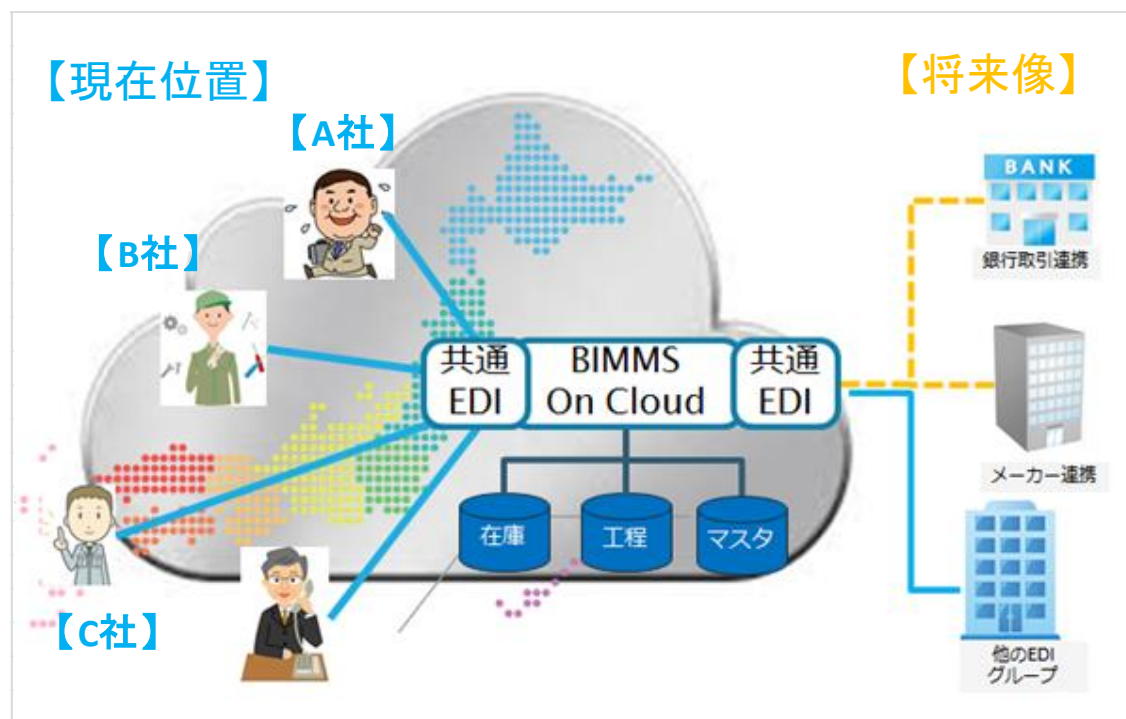 【現在位置】
【将来像】
【A社】
BANK
【B社】
銀行取引連携
共通
EDI
BIMMS
On Cloud
共通
EDI
メーカー連携
在庫
工程
マスタ
【C社】
他のEDI
グループ